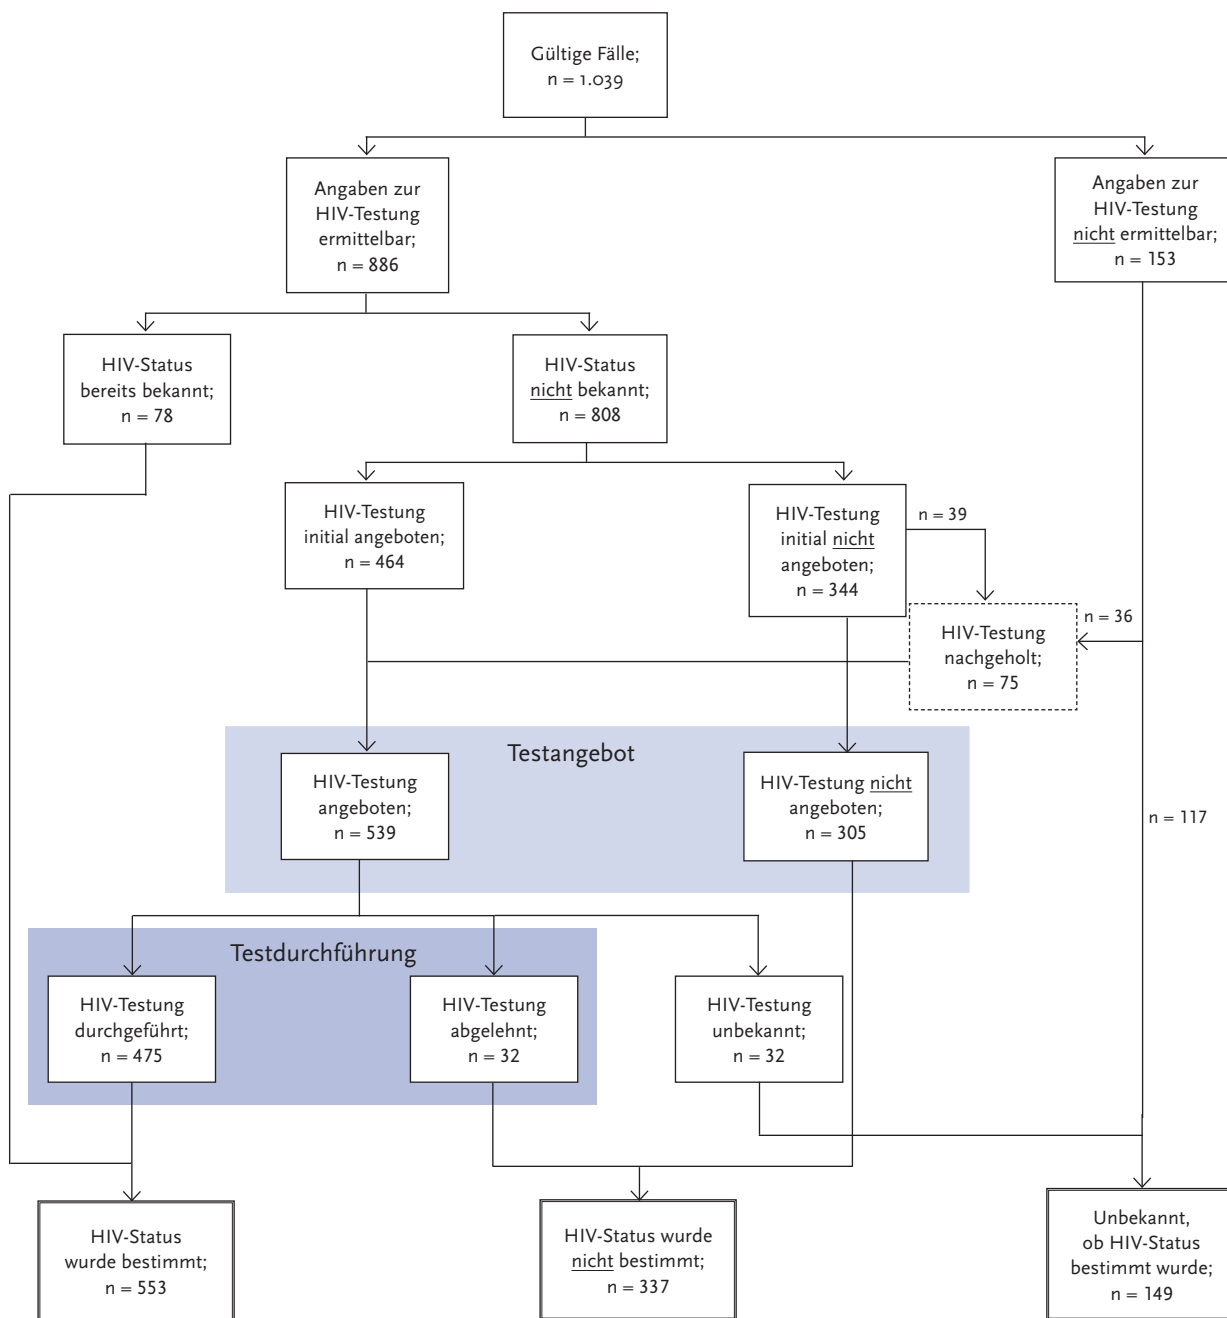 Gültige Fälle;
n = 1.039
Angaben zur
HIV-Testung
ermittelbar;
n = 886
Angaben zur
HIV-Testung
nicht ermittelbar;
n = 153
HIV-Status
bereits bekannt;
n = 78
HIV-Status
nicht bekannt;
n = 808
HIV-Testung
initial angeboten;
n = 464
HIV-Testung
initial nicht
angeboten;
n = 344
n = 39
n = 36
HIV-Testung
nachgeholt;
n = 75
Testangebot
HIV-Testung
angeboten;
n = 539
HIV-Testung nicht
angeboten;
n = 305
n = 117
Testdurchführung
HIV-Testung
durchgeführt;
n = 475
HIV-Testung
abgelehnt;
n = 32
HIV-Testung
unbekannt;
n = 32
HIV-Status
wurde bestimmt;
n = 553
HIV-Status wurde
nicht bestimmt;
n = 337
Unbekannt,
ob HIV-Status
bestimmt wurde;
n = 149